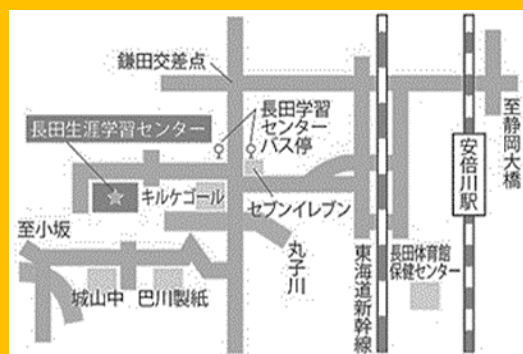 鎌田交差点
長田学習
センター
バス停
長田生涯学習センター
至静岡大橋
安倍川駅
キルケゴール
セブンイレブン
至小坂
丸子川
東海道新幹線
長田体育館
保健センター
城山中
巴川製紙